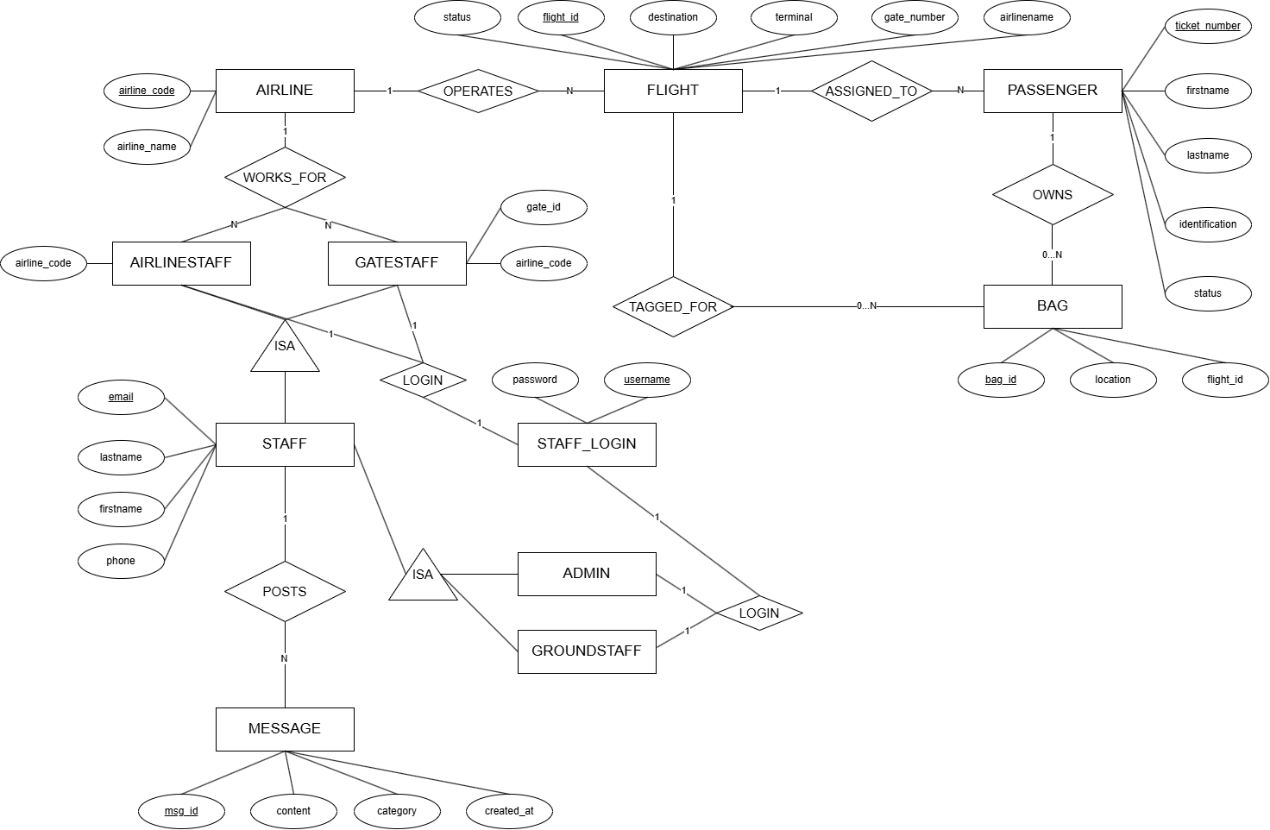 status
flight_id
destination
terminal
gate_number
airlinename
ticket_number
airline_code
AIRLINE
1
OPERATES
N
FLIGHT
1
ASSIGNED_TO
N
PASSENGER
firstname
airline_name
1
1
lastname
WORKS_FOR
OWNS
1
gate_id
N
N
identification
airline_code
AIRLINESTAFF
GATESTAFF
airline_code
0...N
status
TAGGED_FOR
0...N
BAG
1
1
ISA
LOGIN
password
username
bag_id
location
flight_id
email
1
STAFF
STAFF_LOGIN
lastname
firstname
1
1
phone
ISA
ADMIN
POSTS
1
LOGIN
1
GROUNDSTAFF
N
MESSAGE
msg_id
content
category
created_at